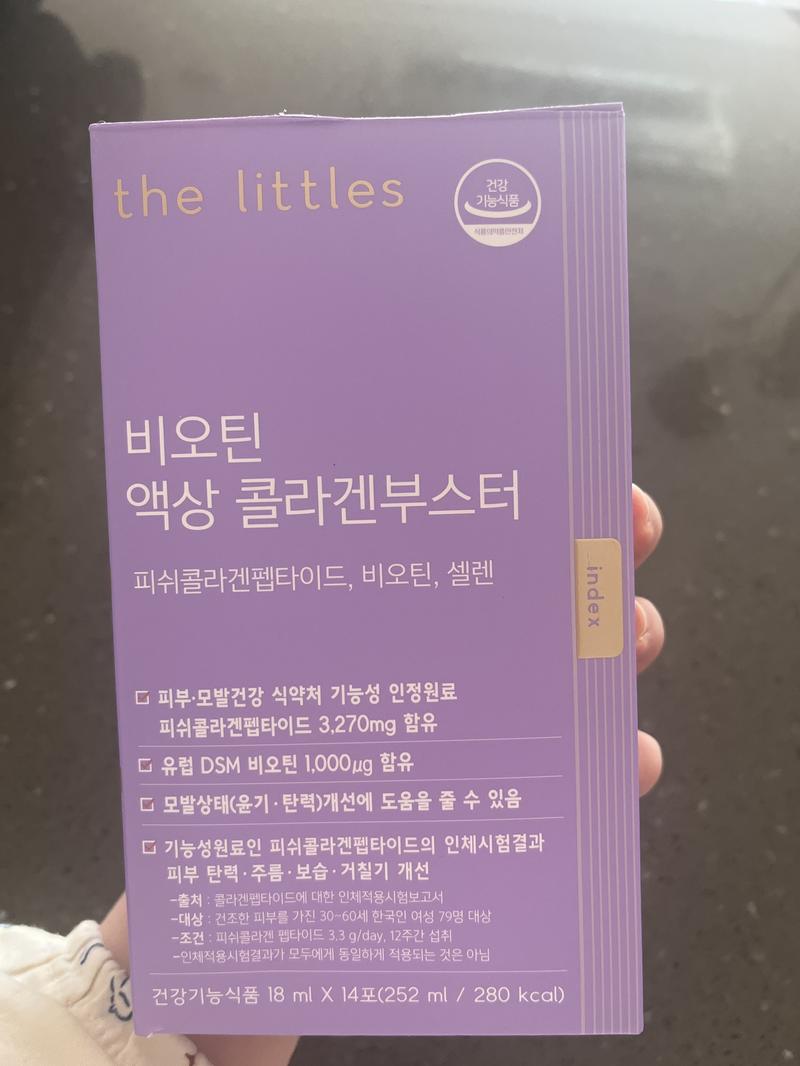 the littles
건강
기능식품
식품의약품안전처
비오틴
액상 콜라겐부스터
피쉬콜라겐펩타이드, 비오틴, 셀렌
index
피부·모발건강 식약처 기능성 인정원료
피쉬콜라겐펩타이드 3,270mg 함유
유럽 DSM 비오틴 1,000µg 함유
모발상태(윤기·탄력)개선에 도움을 줄 수 있음
기능성원료인 피쉬콜라겐펩타이드의 인체시험결과
피부 탄력·주름·보습·거칠기 개선
-출처 : 콜라겐펩타이드에 대한 인체적용시험보고서
-대상 : 건조한 피부를 가진 30~60세 한국인 여성 79명 대상
-조건 : 피쉬콜라겐 펩타이드 3.3 g/day, 12주간 섭취
-인체적용시험결과가 모두에게 동일하게 적용되는 것은 아님
건강기능식품 18 ml X 14포(252 ml / 280 kcal)